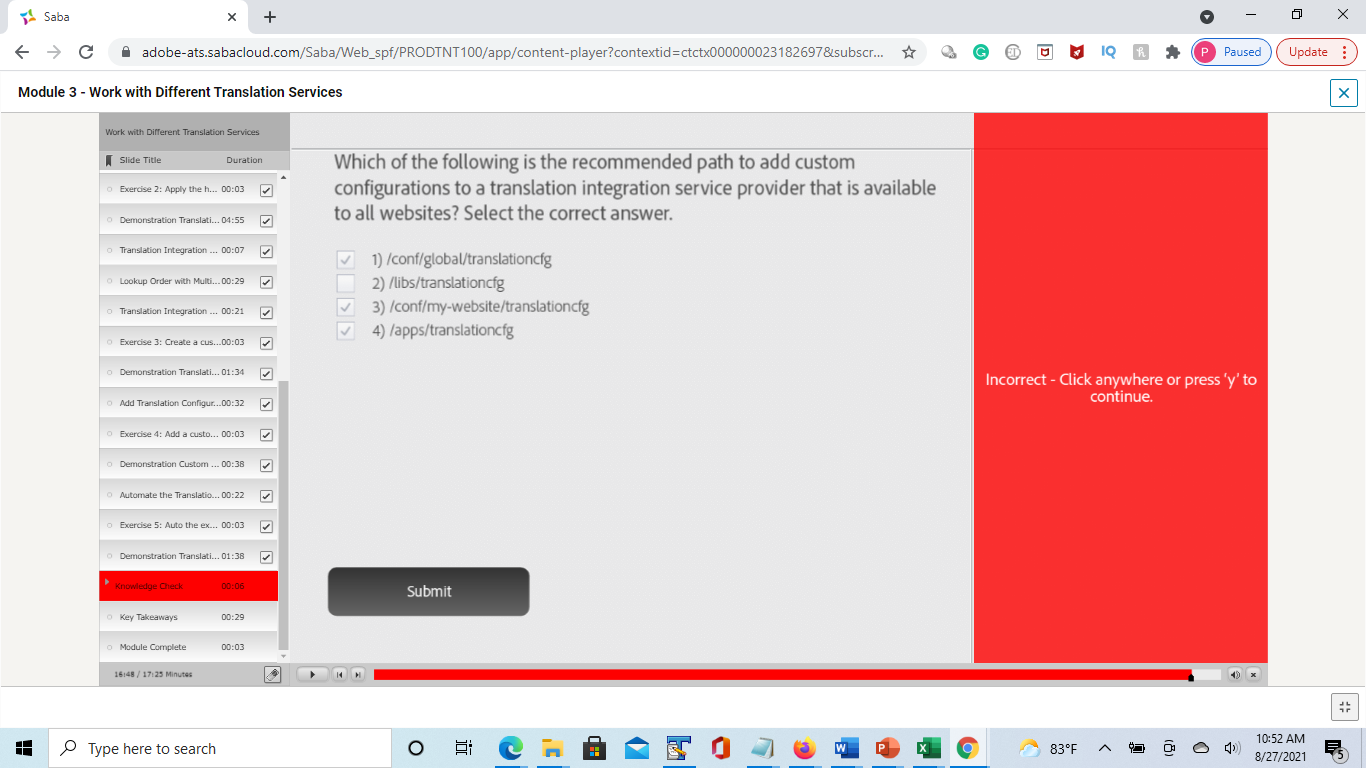 Saba
adobe-ats.sabacloud.com/Saba/Web_spf/PRODTNT100/app/content-player?contextid=ctctx000000023182697&subscr...
IQ
P Paused
Update
Module 3 - Work with Different Translation Services
Work with Different Translation Services
Slide Title Duration
Exercise 2: Apply the h... 00:03
Demonstration Translati... 04:55
Translation Integration ... 00:07
Lookup Order with Multi... 00:29
Translation Integration ... 00:21
Exercise 3: Create a cus... 00:03
Demonstration Translati... 01:34
Add Translation Configur... 00:32
Exercise 4: Add a custo... 00:03
Demonstration Custom ... 00:38
Automate the Translatio... 00:22
Exercise 5: Auto the ex... 00:03
Demonstration Translati... 01:38
Knowledge Check 00:06
Key Takeaways 00:29
Module Complete 00:03
16:48 / 17:25 Minutes
Which of the following is the recommended path to add custom
configurations to a translation integration service provider that is available
to all websites? Select the correct answer.
1) /conf/global/translationcfg
2) /libs/translationcfg
3) /conf/my-website/translationcfg
4) /apps/translationcfg
Submit
Incorrect - Click anywhere or press ‘y’ to
continue.
Type here to search
83°F
10:52 AM
8/27/2021
5